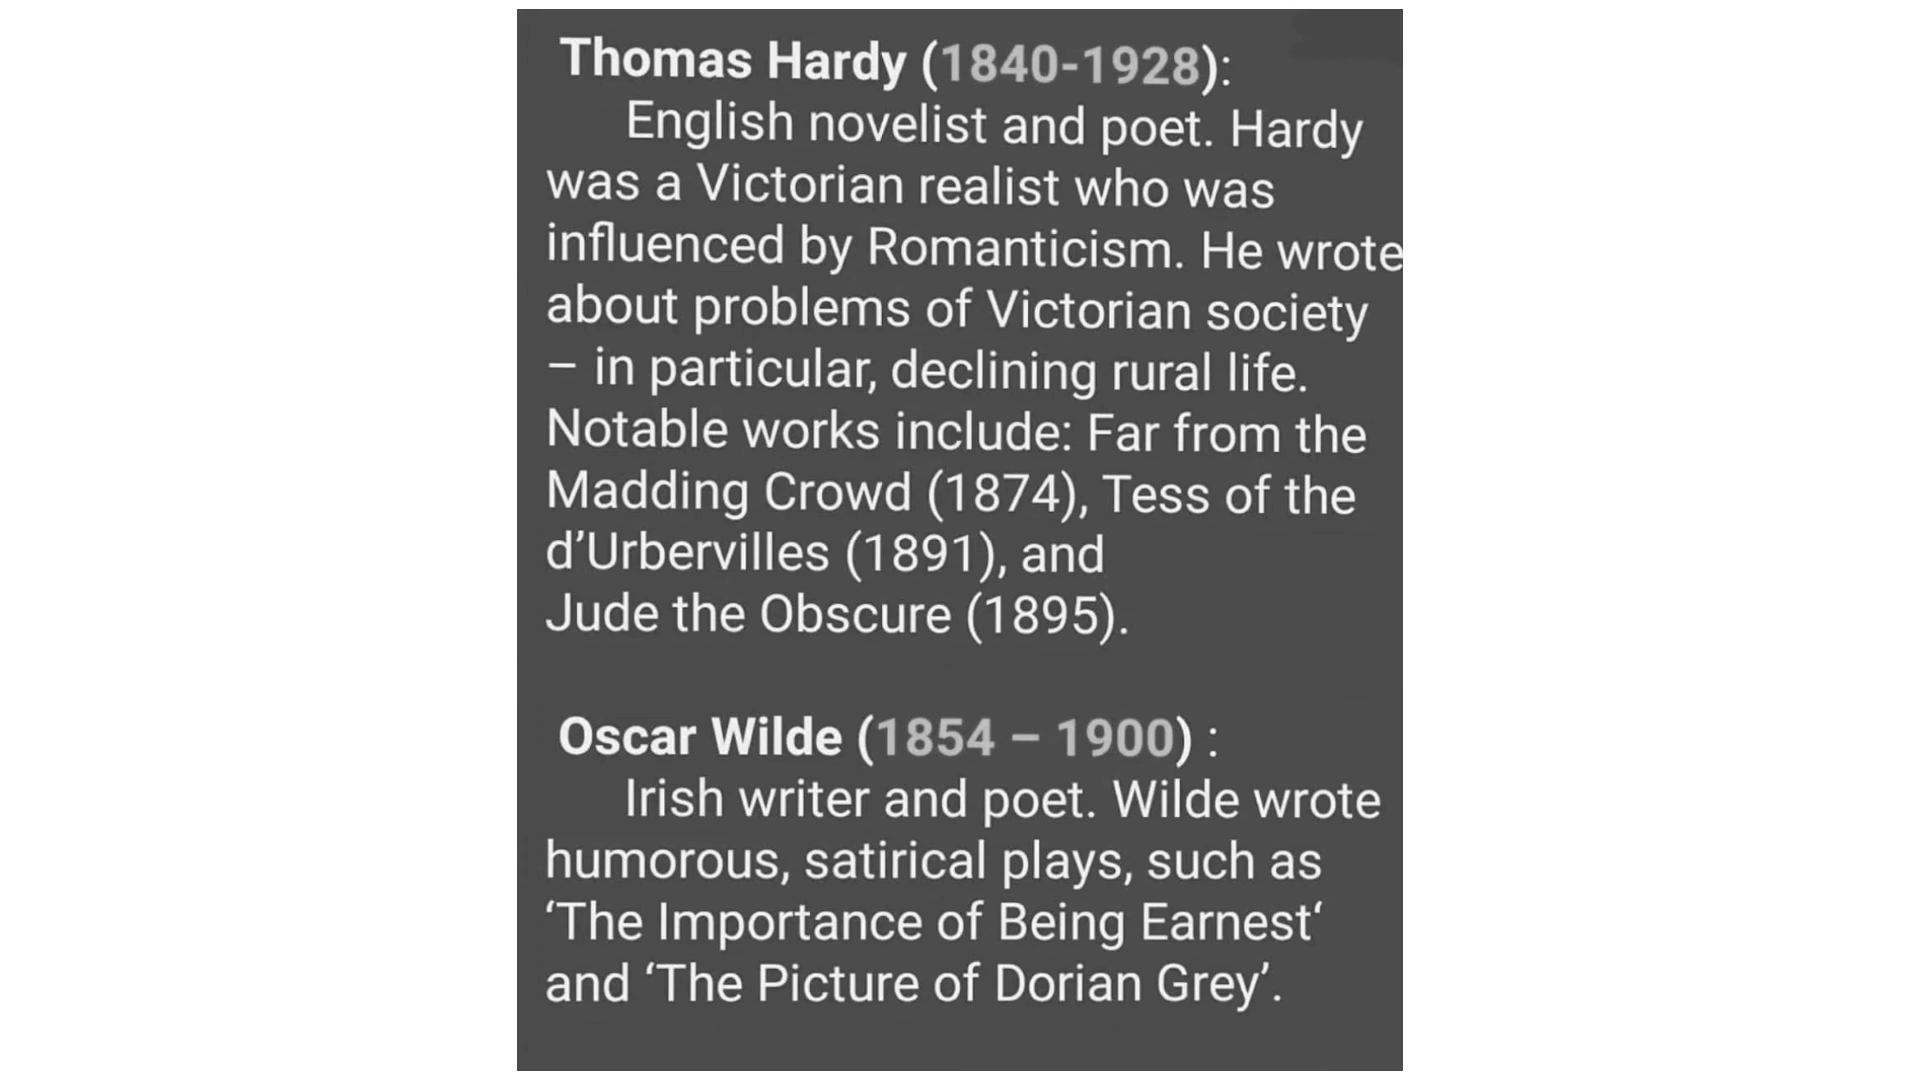 Thomas Hardy (1840-1928):
English novelist and poet. Hardy
was a Victorian realist who was
influenced by Romanticism. He wrote
about problems of Victorian society
– in particular, declining rural life.
Notable works include: Far from the
Madding Crowd (1874), Tess of the
d’Urbervilles (1891), and
Jude the Obscure (1895).
Oscar Wilde (1854 – 1900) :
Irish writer and poet. Wilde wrote
humorous, satirical plays, such as
‘The Importance of Being Earnest‘
and ‘The Picture of Dorian Grey’.